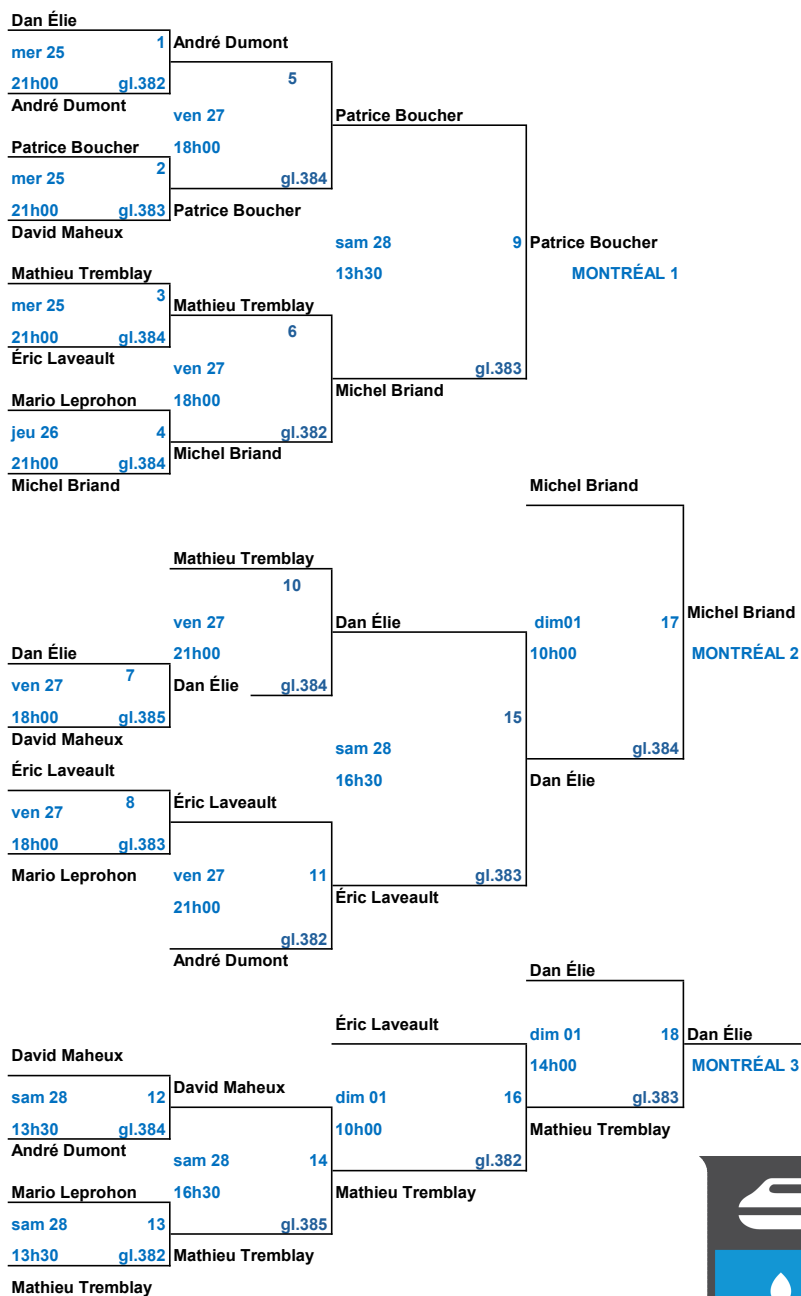 Dan Élie
1 André Dumont
mer 25
21h00 gl.382 5
André Dumont
ven 27 Patrice Boucher
Patrice Boucher 18h00
2
mer 25 gl.384
21h00 gl.383 Patrice Boucher
David Maheux
sam 28 9 Patrice Boucher
Mathieu Tremblay 13h30 MONTRÉAL 1
3 Mathieu Tremblay
mer 25
21h00 gl.384 6
Éric Laveault
ven 27 gl.383
Mario Leprohon 18h00 Michel Briand
jeu 26 4 gl.382
Michel Briand
21h00 gl.384
Michel Briand Michel Briand
Mathieu Tremblay
10
ven 27 Dan Élie dim01 17 Michel Briand
Dan Élie 21h00 10h00 MONTRÉAL 2
ven 27 7 Dan Élie gl.384
18h00 gl.385 15
David Maheux
sam 28 gl.384
Éric Laveault 16h30 Dan Élie
ven 27 8 Éric Laveault
18h00 gl.383
Mario Leprohon ven 27 11 gl.383
Éric Laveault
21h00
gl.382
André Dumont
Dan Élie
Éric Laveault
dim 01 18 Dan Élie
David Maheux 14h00 MONTRÉAL 3
sam 28 12 David Maheux dim 01 16 gl.383
13h30 gl.384 10h00 Mathieu Tremblay
André Dumont
sam 28 14 gl.382
Mario Leprohon 16h30 Mathieu Tremblay
sam 28 13 gl.385
13h30 gl.382 Mathieu Tremblay
Mathieu Tremblay